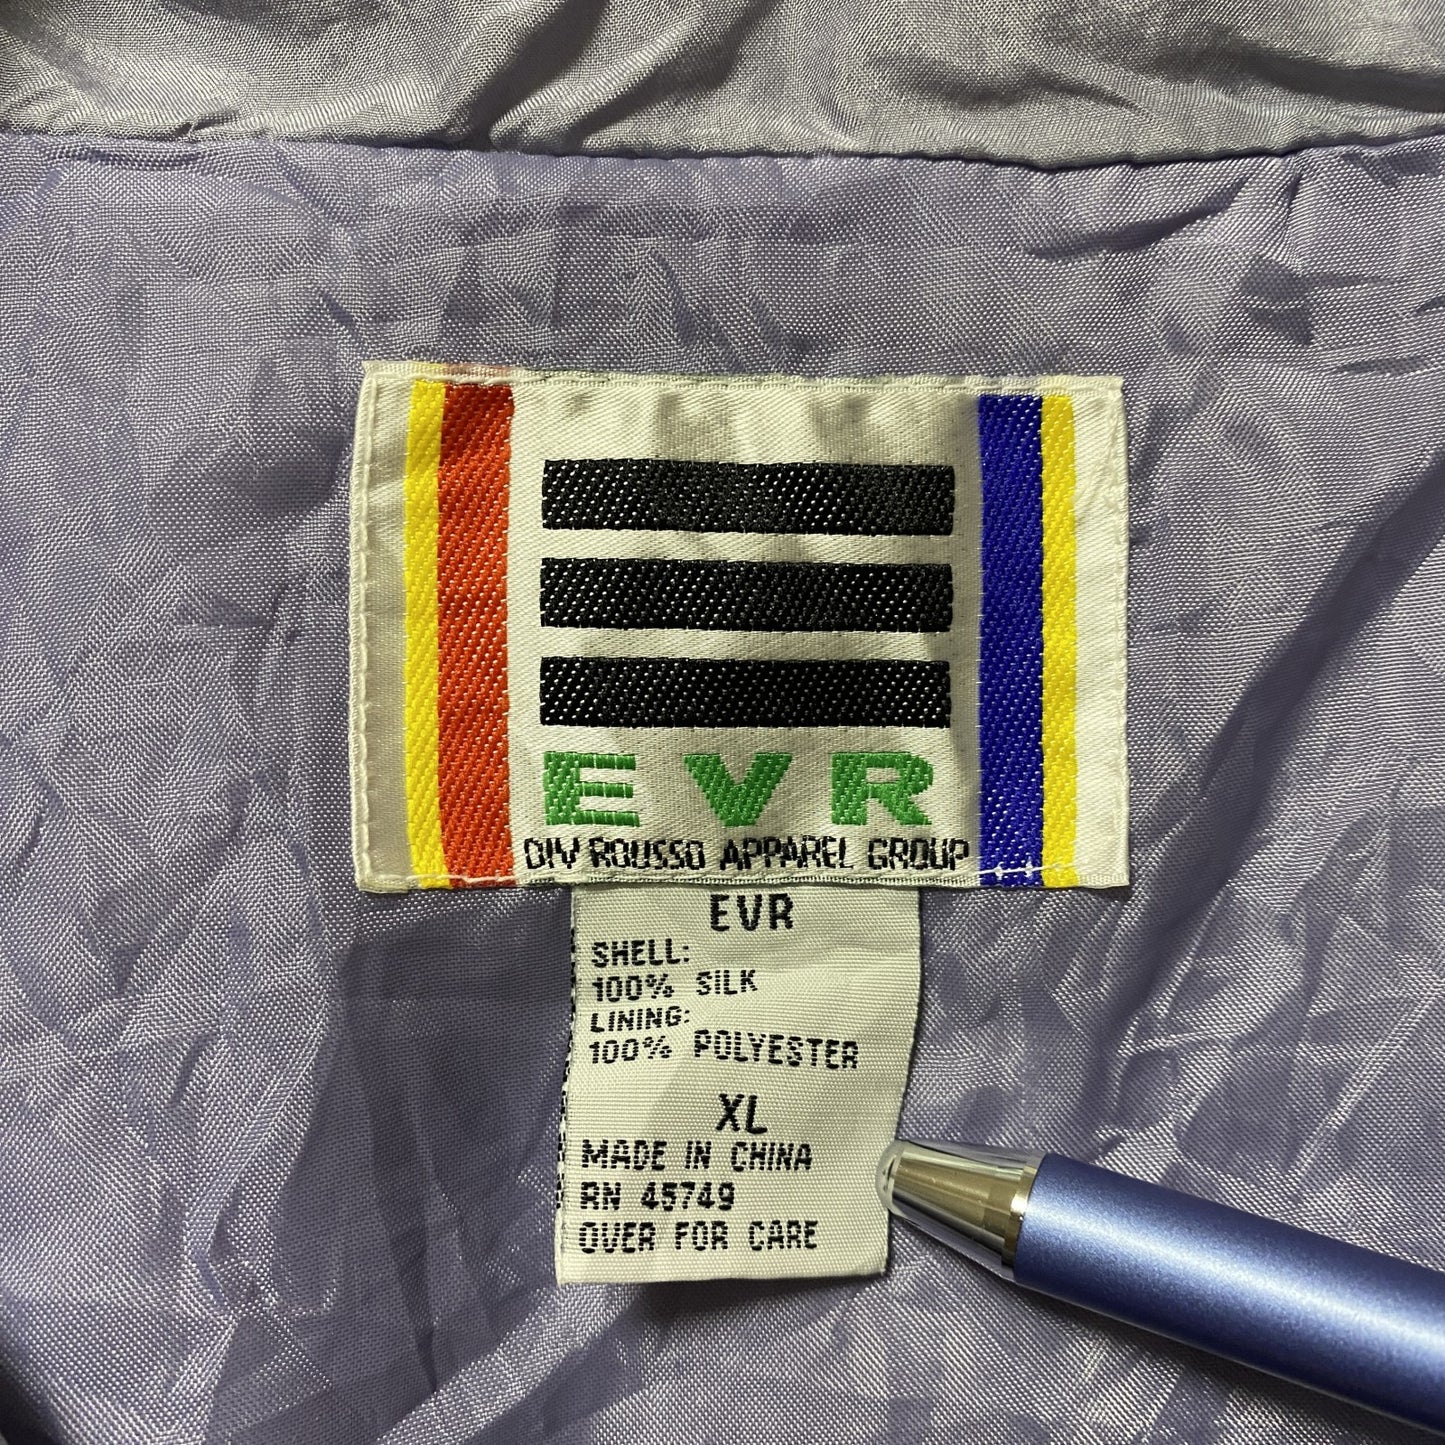 EVR
DIV ROUSSO APPAREL GROUP
EVR
SHELL:
100% SILK
LINING:
100% POLYESTER
XL
MADE IN CHINA
RN 45749
OVER FOR CARE